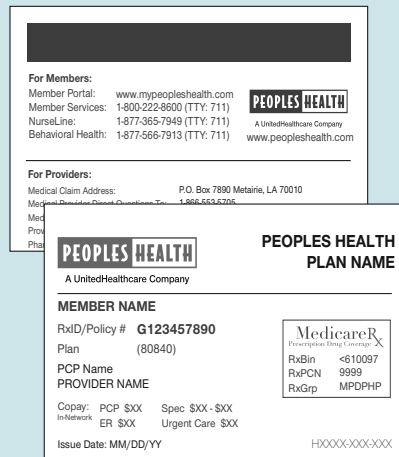 For Members:
Member Portal: www.mypeopleshealth.com
Member Services: 1-800-222-8600 (TTY: 711)
NurseLine: 1-877-365-7949 (TTY: 711)
Behavioral Health: 1-877-566-7913 (TTY: 711)
PEOPLES HEALTH
A UnitedHealthcare Company
www.peopleshealth.com
For Providers:
Medical Claim Address: P.O. Box 7890 Metairie, LA 70010
Medical Provider Direct Questions To: 1-866-553-5705
PEOPLES HEALTH
A UnitedHealthcare Company
PEOPLES HEALTH
PLAN NAME
MEMBER NAME
RxID/Policy # G123457890
Plan (80840)
PCP Name
PROVIDER NAME
MedicareRx
Prescription Drug Coverage
RxBin <610097
RxPCN 9999
RxGrp MPDPHP
Copay: PCP $XX Spec $XX - $XX
In-Network ER $XX Urgent Care $XX
Issue Date: MM/DD/YY
HXXXX-XXX-XXX